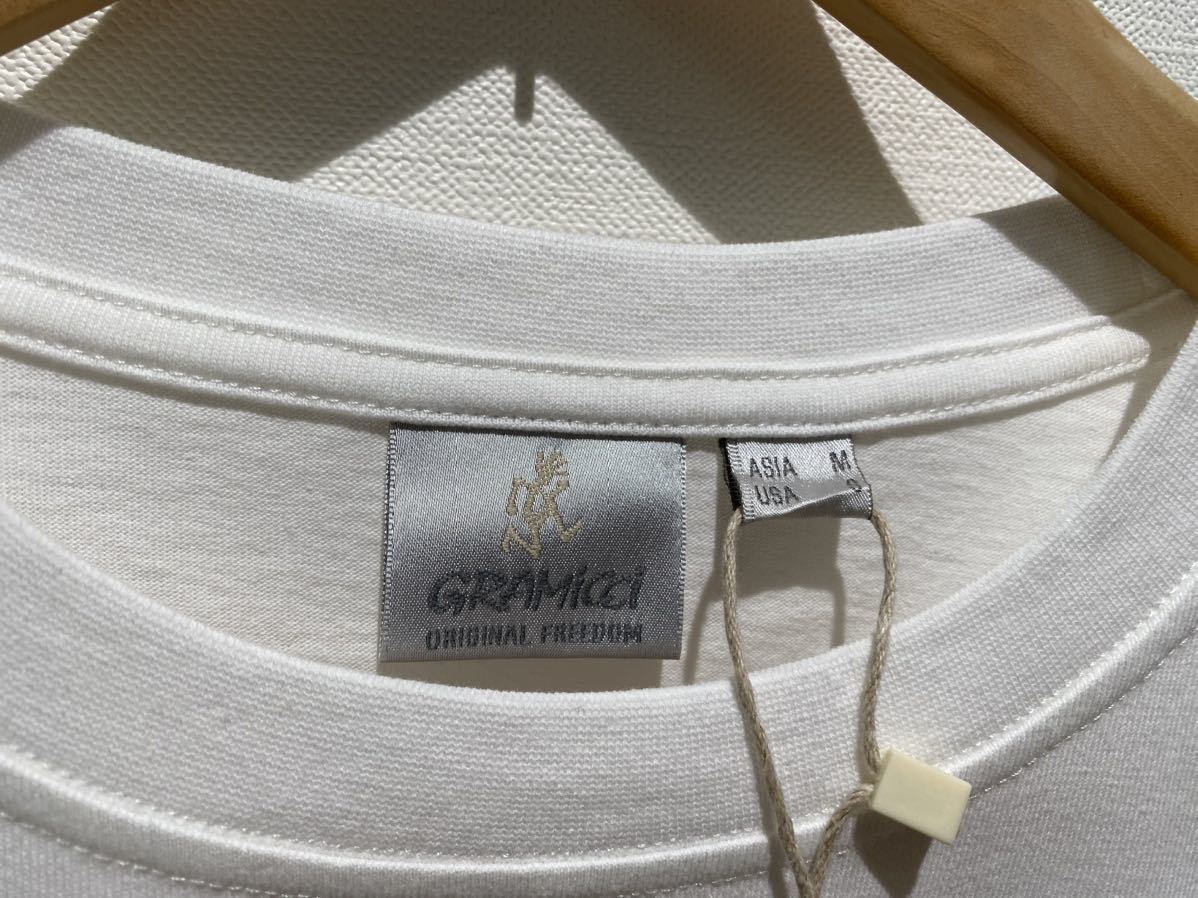 GRAMiCCi
ORIGINAL FREEDOM
ASIA M
USA S